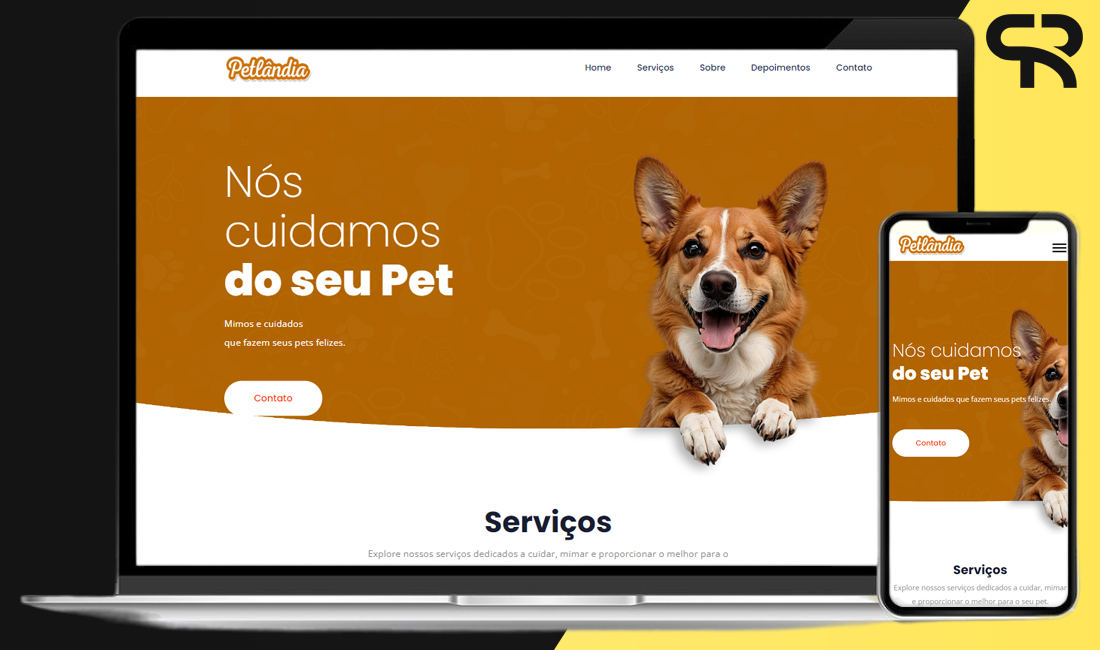 Petlândia
Home Serviços Sobre Depoimentos Contato
Nós
cuidamos
do seu Pet
Mimos e cuidados
que fazem seus pets felizes.
Contato
Serviços
Explore nossos serviços dedicados a cuidar, mimar e proporcionar o melhor para o
Petlândia
Nós cuidamos
do seu Pet
Mimos e cuidados que fazem seus pets felizes.
Contato
Serviços
Explore nossos serviços dedicados a cuidar, mimar
e proporcionar o melhor para o seu pet.